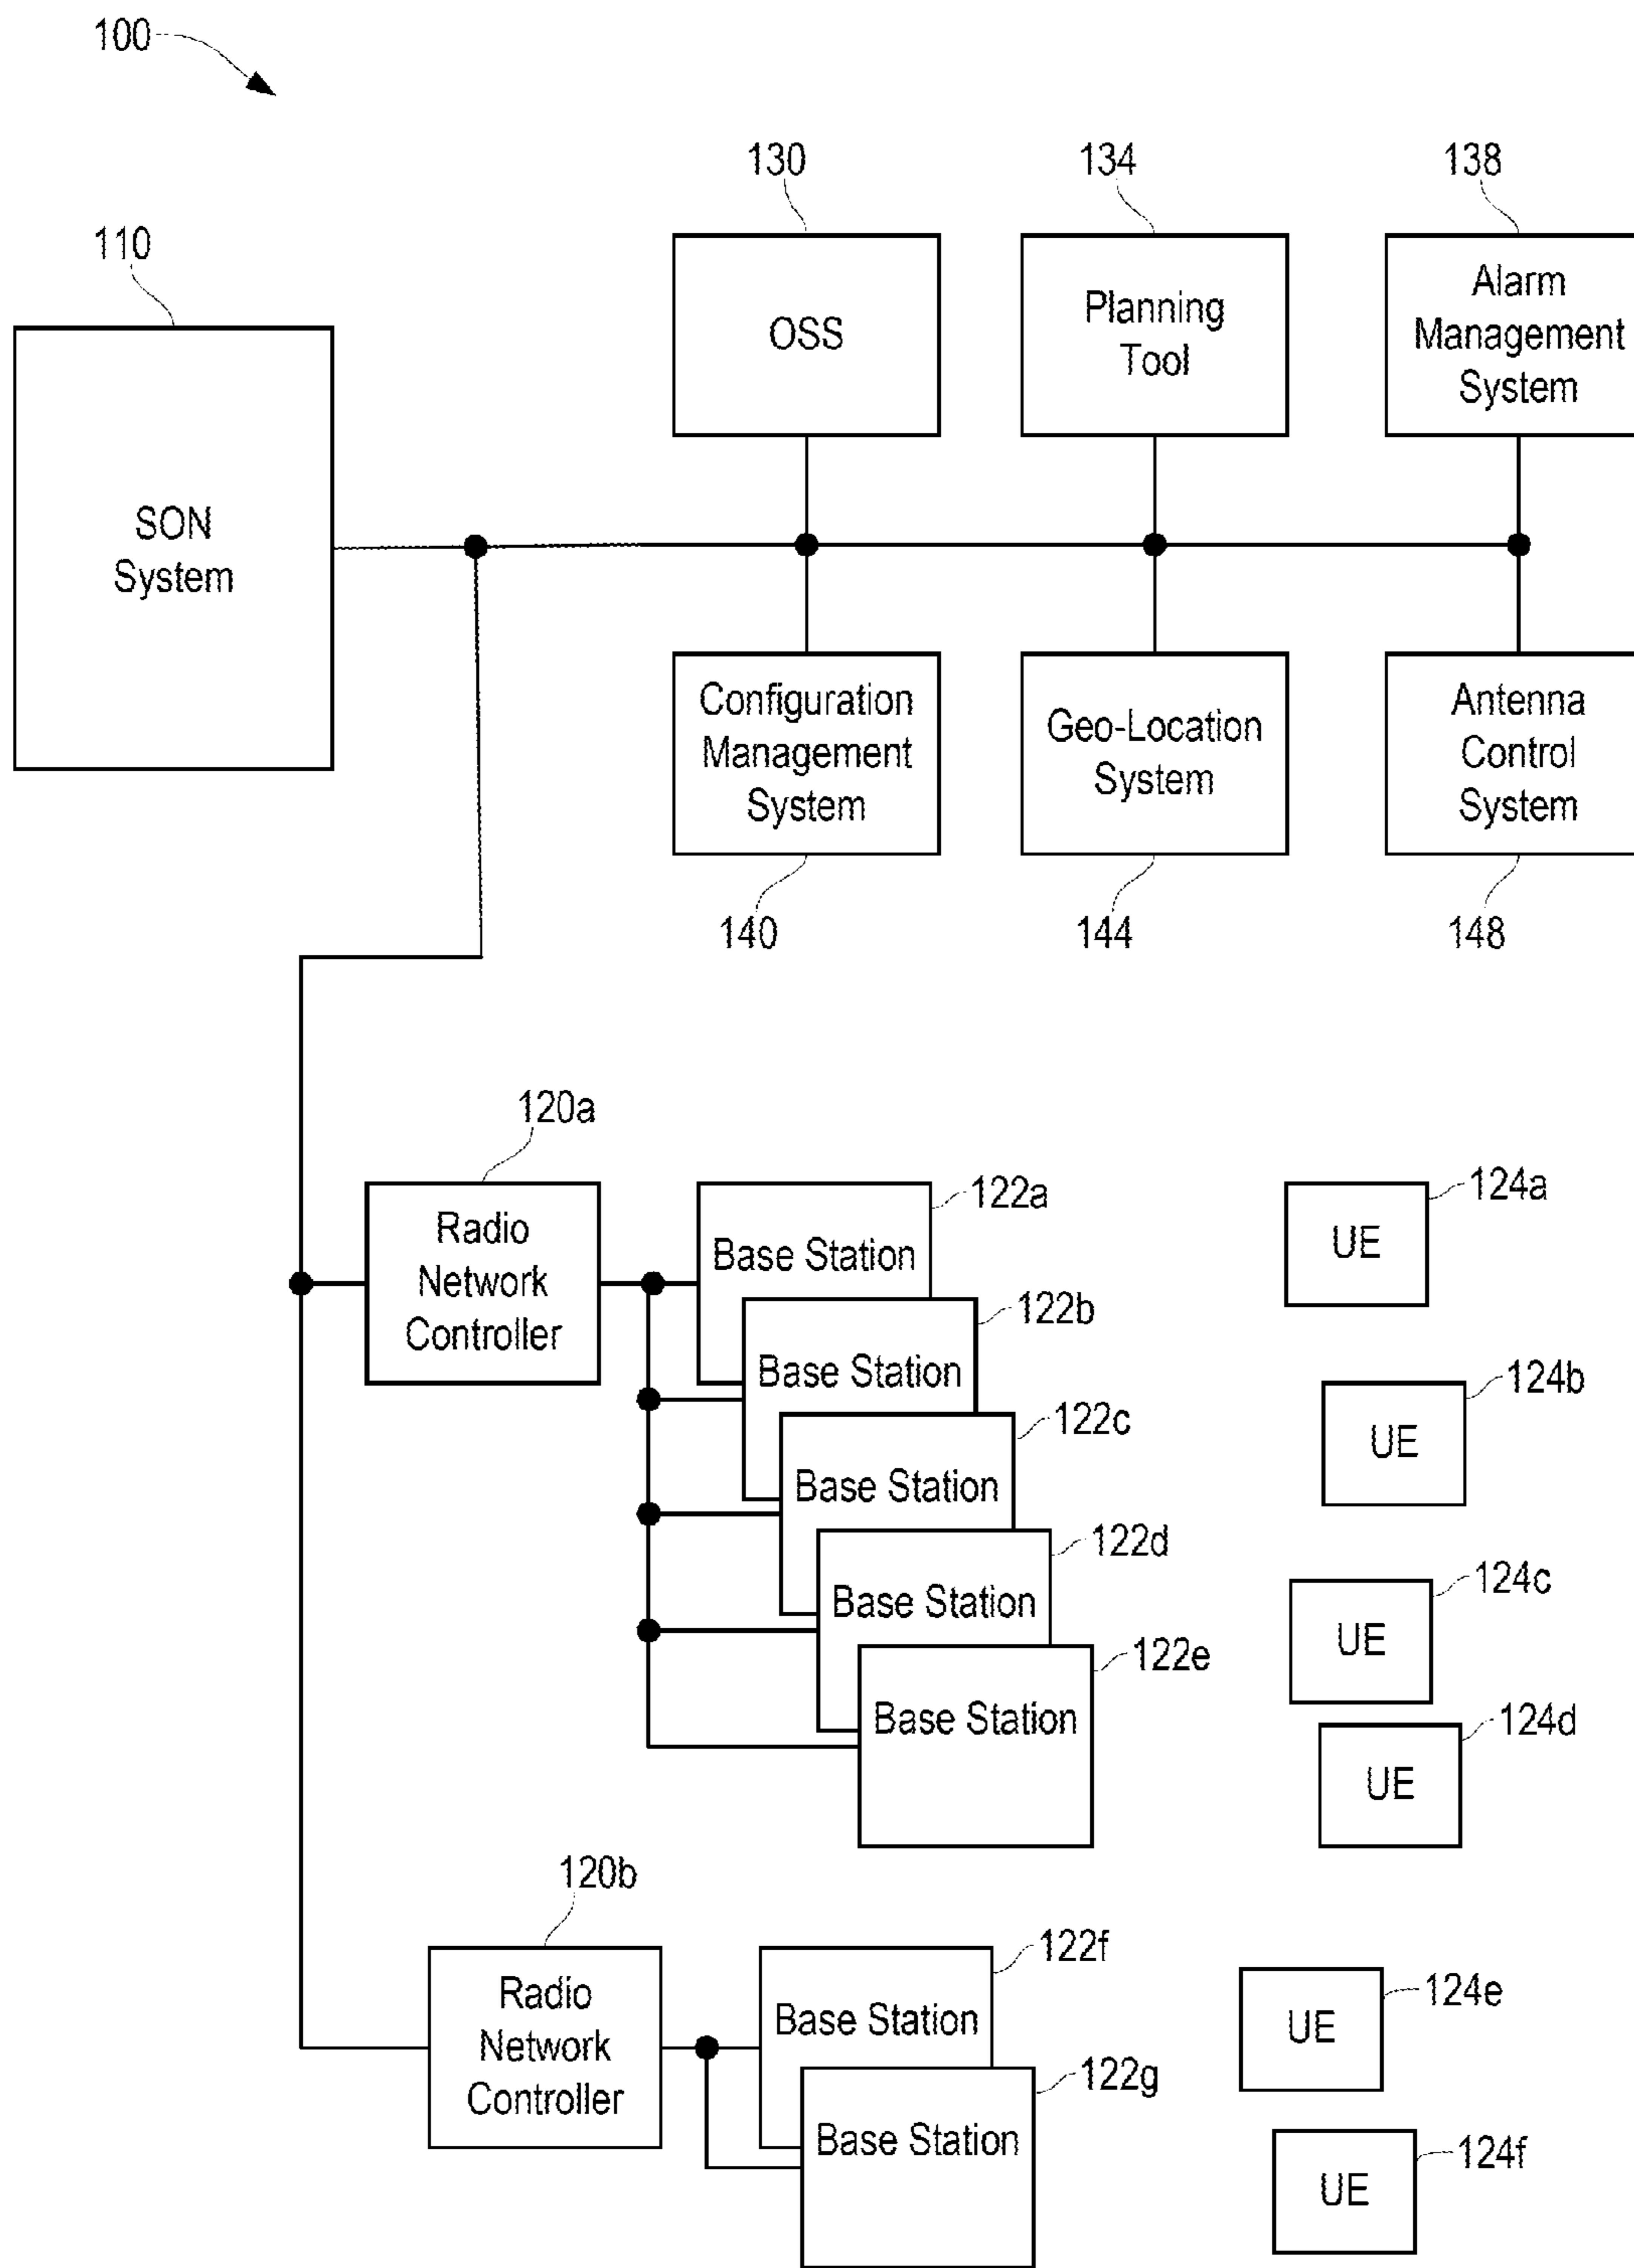 100
130
134
138
110
OSS
Planning
Tool
Alarm
Management
System
SON
System
Configuration
Management
System
Geo-Location
System
Antenna
Control
System
140
144
148
120a
122a
124a
Radio
Network
Controller
Base Station
UE
122b
Base Station
124b
UE
122c
Base Station
122d
Base Station
124c
UE
122e
Base Station
124d
UE
120b
122f
124e
Radio
Network
Controller
Base Station
UE
122g
Base Station
124f
UE